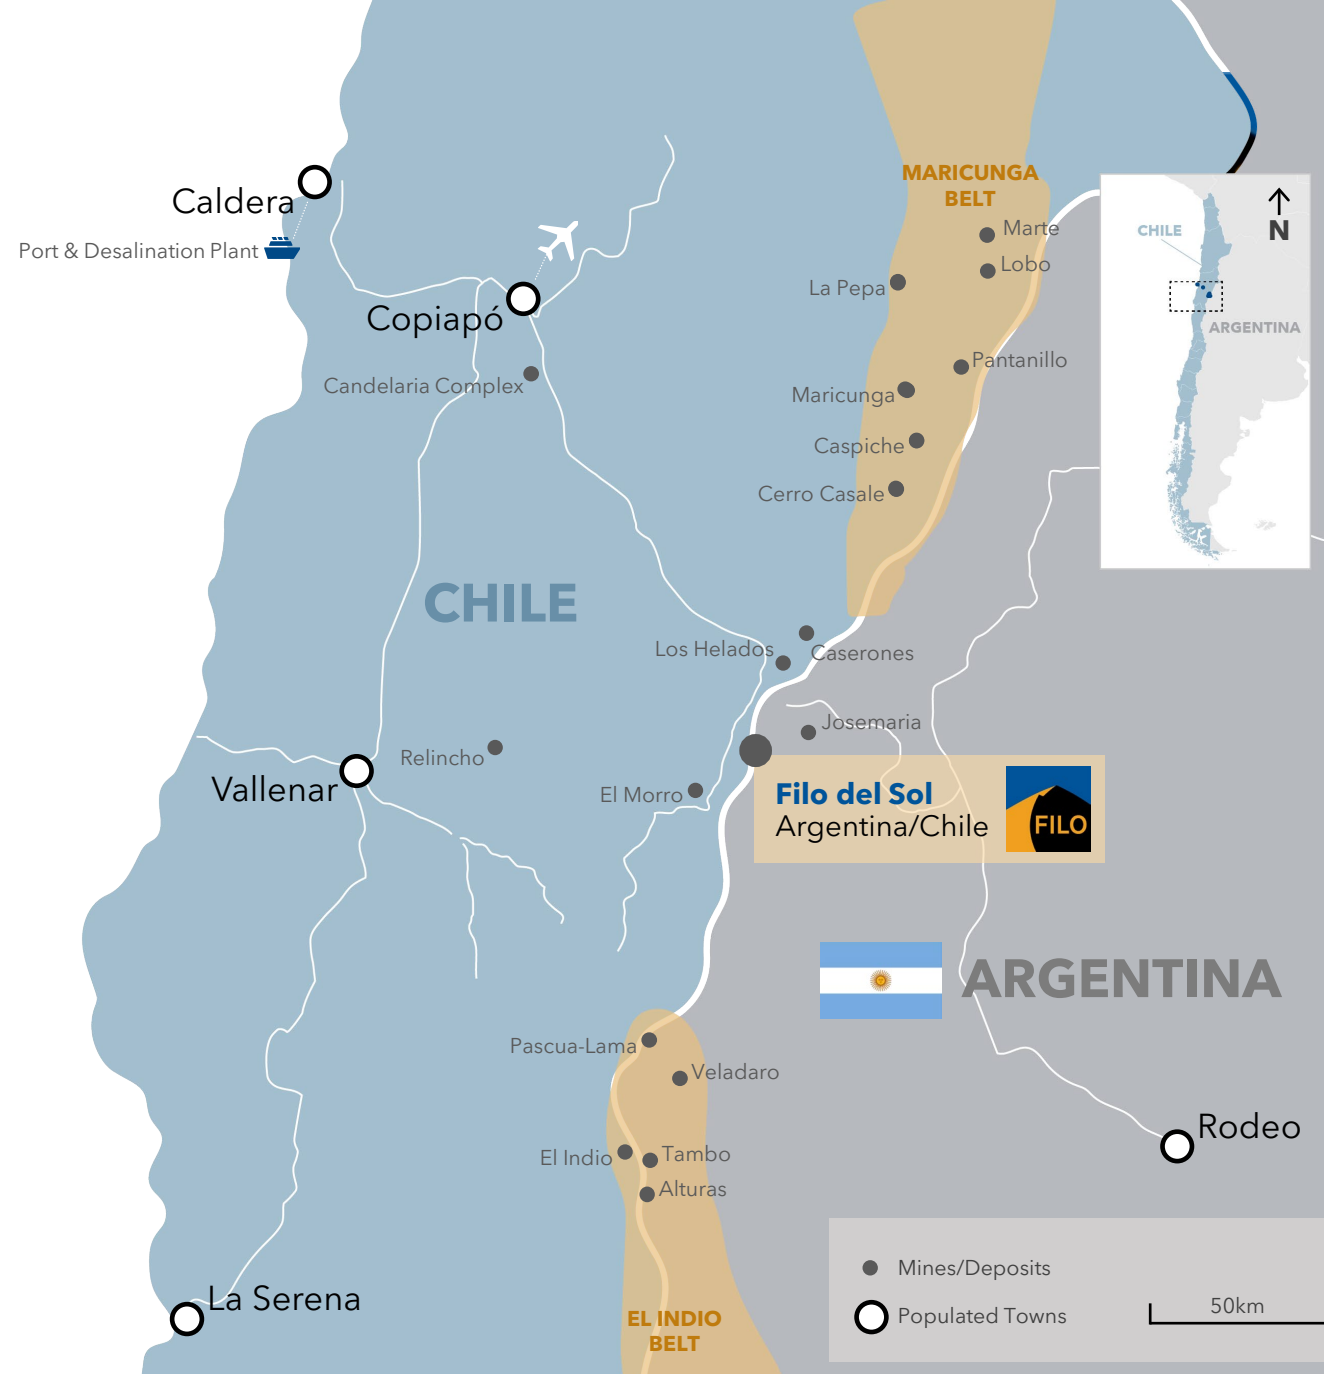 MARICUNGA
BELT
Caldera
Port & Desalination Plant
Copiapó
Candelaria Complex
Marte
Lobo
La Pepa
Pantanillo
Maricunga
Caspiche
Cerro Casale
CHILE
N
ARGENTINA
CHILE
Los Helados
Caserones
Josemaria
Relincho
Vallenar
El Morro
Filo del Sol
Argentina/Chile
FILO
ARGENTINA
Pascua-Lama
Veladaro
El Indio
Tambo
Alturas
Rodeo
La Serena
EL INDIO
BELT
Mines/Deposits
Populated Towns
50km